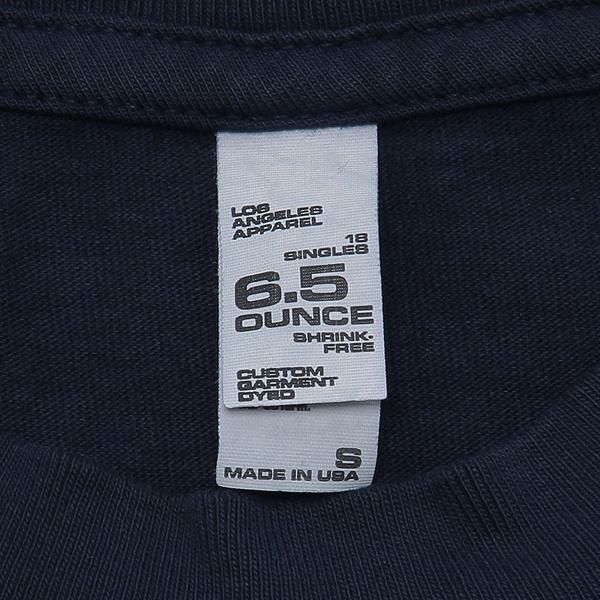 LOS
ANGELES
APPAREL
18
SINGLES
6.5
OUNCE
SHRINK-
FREE
CUSTOM
GARMENT
DYED
S
MADE IN USA